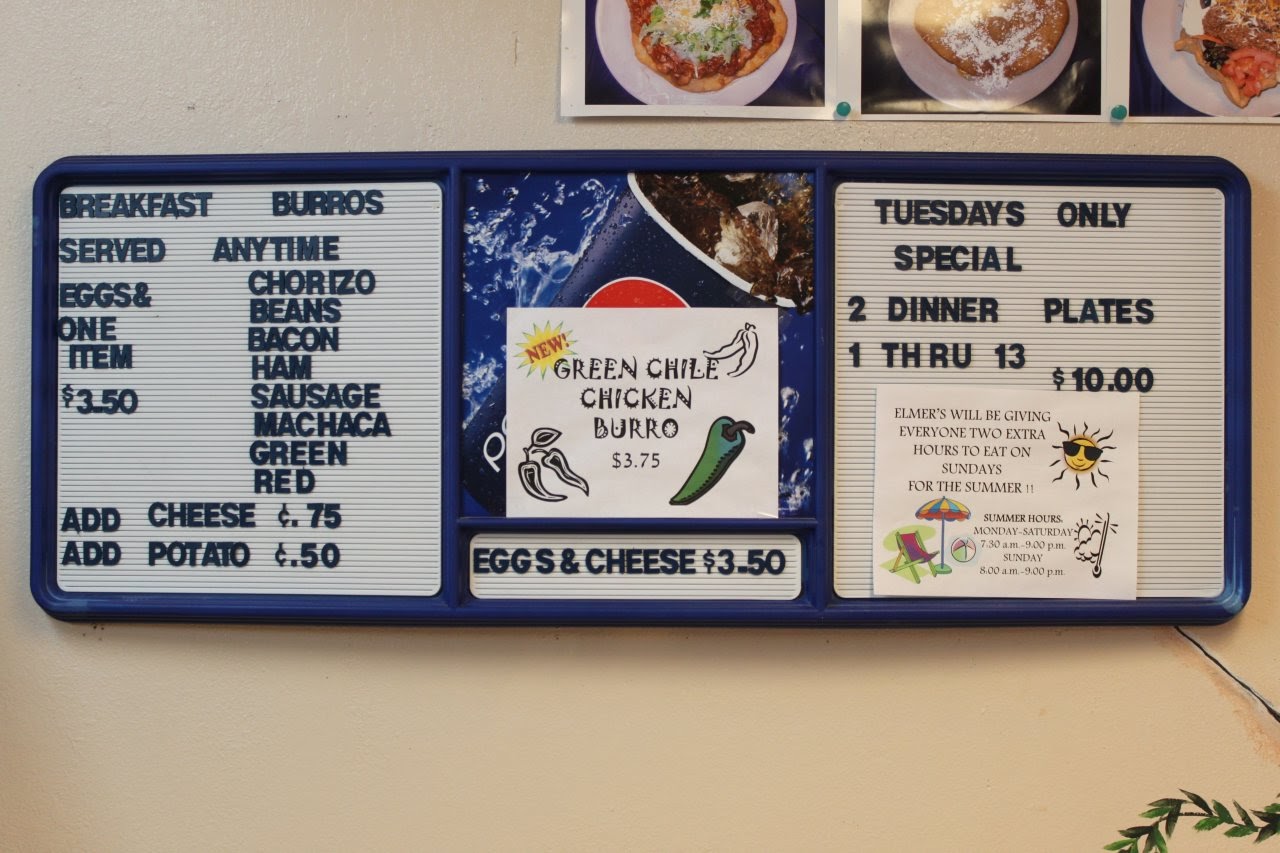 BREAKFAST BURROS
SERVED ANYTIME
EGGS&
ONE
ITEM
$3.50
CHORIZO
BEANS
BACON
HAM
SAUSAGE
MACHACA
GREEN
RED
ADD CHEESE ¢.75
ADD POTATO ¢.50
NEW!
GREEN CHILE
CHICKEN
BURRO
$3.75
EGGS & CHEESE $3.50
TUESDAYS ONLY
SPECIAL
2 DINNER PLATES
1 THRU 13
$10.00
ELMER'S WILL BE GIVING
EVERYONE TWO EXTRA
HOURS TO EAT ON
SUNDAYS
FOR THE SUMMER !!
SUMMER HOURS.
MONDAY-SATURDAY
7:30 a.m.-9:00 p.m.
SUNDAY
8:00 a.m.-9:00 p.m.